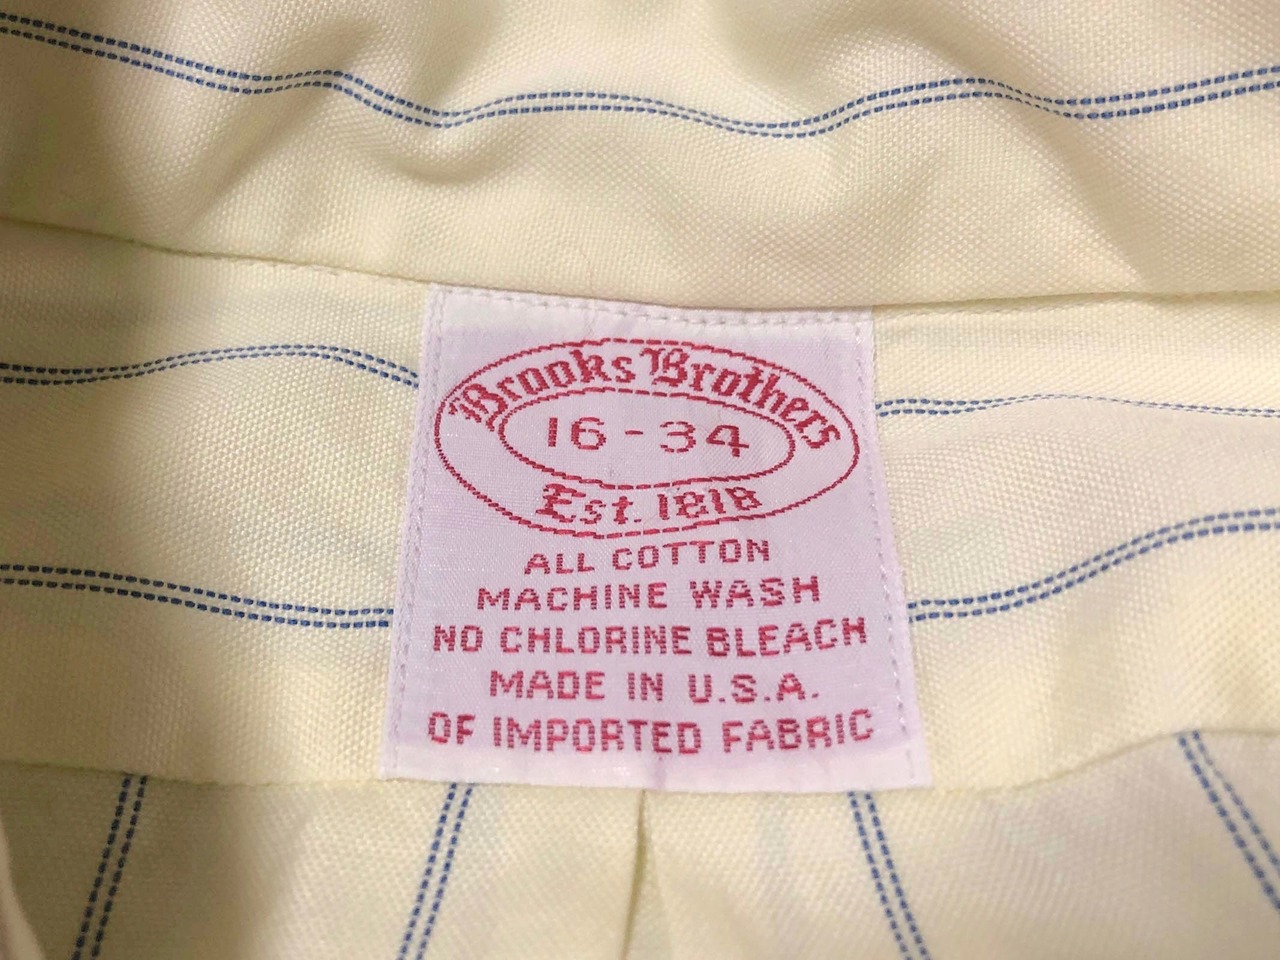 Brooks Brothers
16-34
Est. 1818
ALL COTTON
MACHINE WASH
NO CHLORINE BLEACH
MADE IN U.S.A.
OF IMPORTED FABRIC